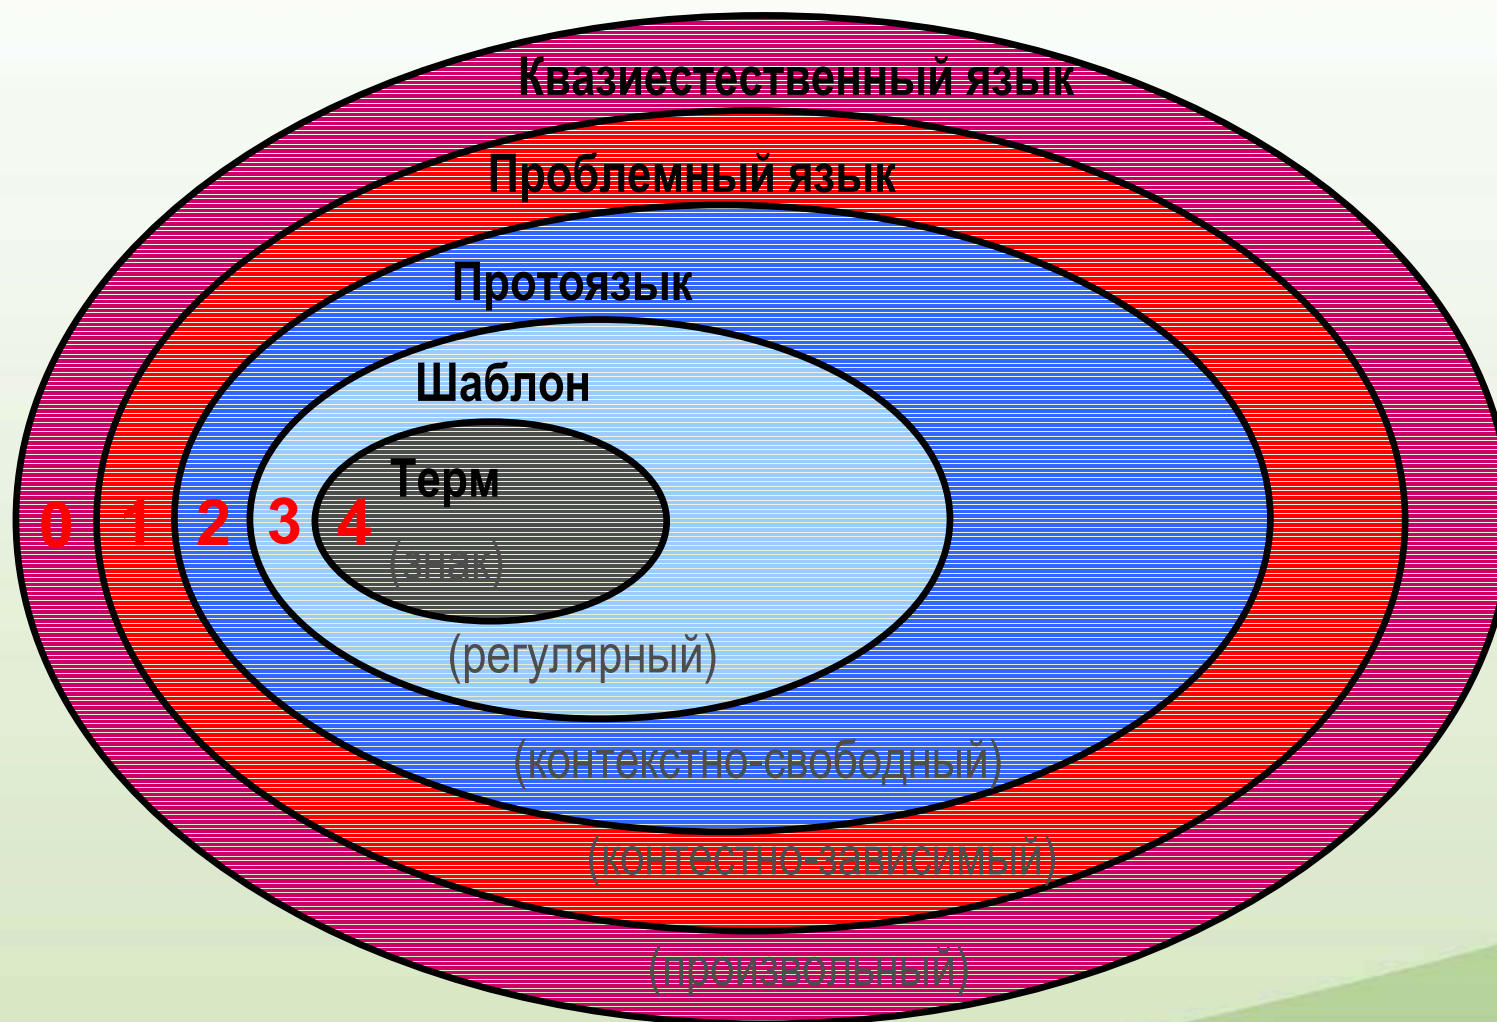 Квазиестественный язык
Проблемный язык
Протоязык
Шаблон
Терм
0 1 2 3 4
(знак)
(регулярный)
(контекстно-свободный)
(контестно-зависимый)
(произвольный)